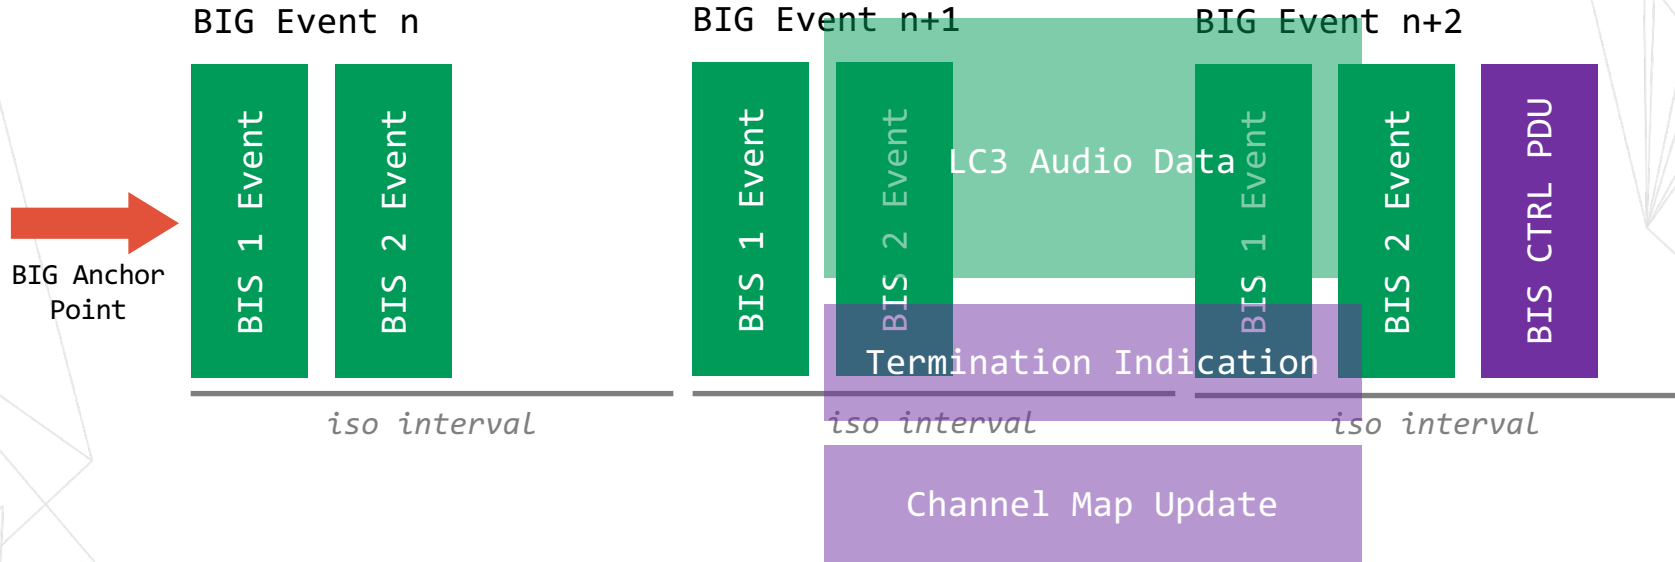 BIG Event n
BIG Event n+1
BIG Event n+2
BIG Anchor
Point
BIS 1 Event
BIS 2 Event
BIS 1 Event
BIS 2 Event
BIS 1 Event
BIS 2 Event
BIS CTRL PDU
LC3 Audio Data
Termination Indication
iso interval
iso interval
iso interval
Channel Map Update